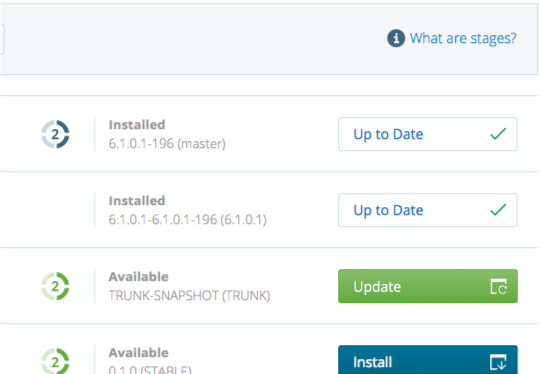 What are stages?
2
Installed
6.1.0.1-196 (master)
Up to Date
Installed
6.1.0.1-6.1.0.1-196 (6.1.0.1)
Up to Date
2
Available
TRUNK-SNAPSHOT (TRUNK)
Update
2
Available
0.1.0 (STABLE)
Install